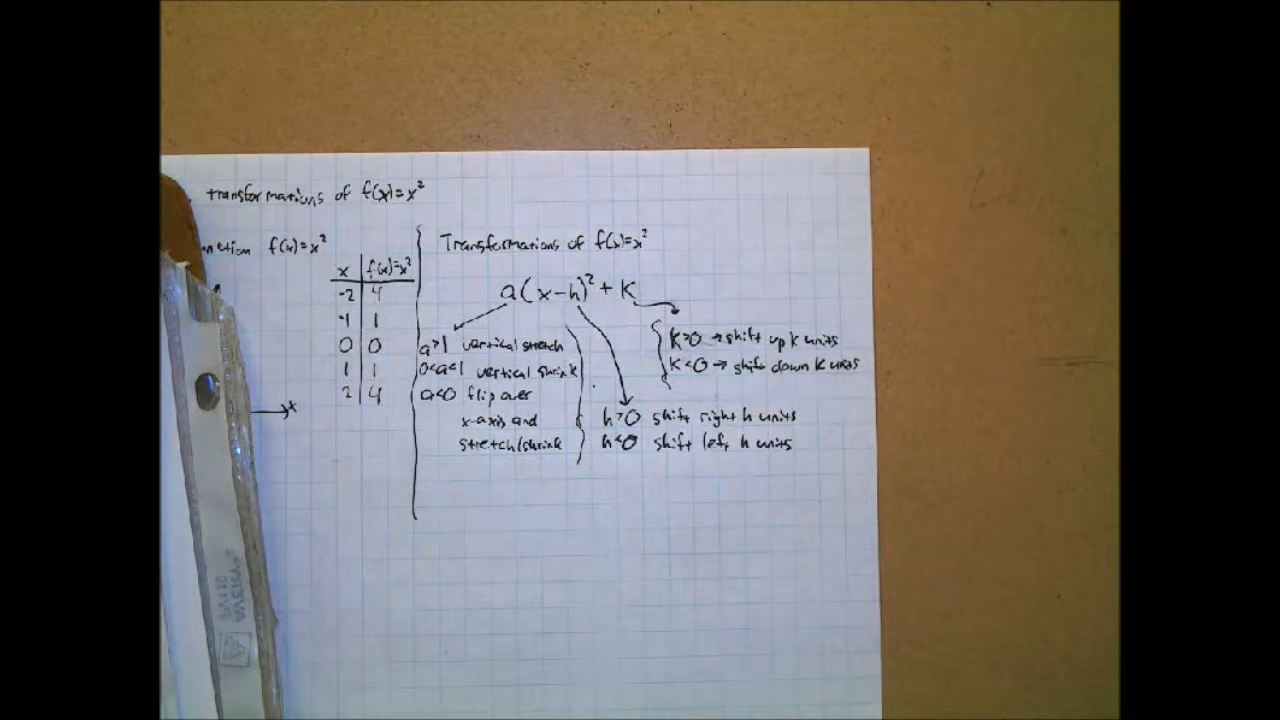 transformations of f(x)=x²
f(x)=x²
x f(x)=x²
-2 4
-1 1
0 0
1 1
2 4
x
Transformations of f(x)=x²
a(x-h)²+k
a>1 vertical stretch
0<a<1 vertical shrink
a<0 flip over
x-axis and
stretch/shrink
k>0 → shift up k units
k<0 → shift down k units
h>0 shift right h units
h<0 shift left h units